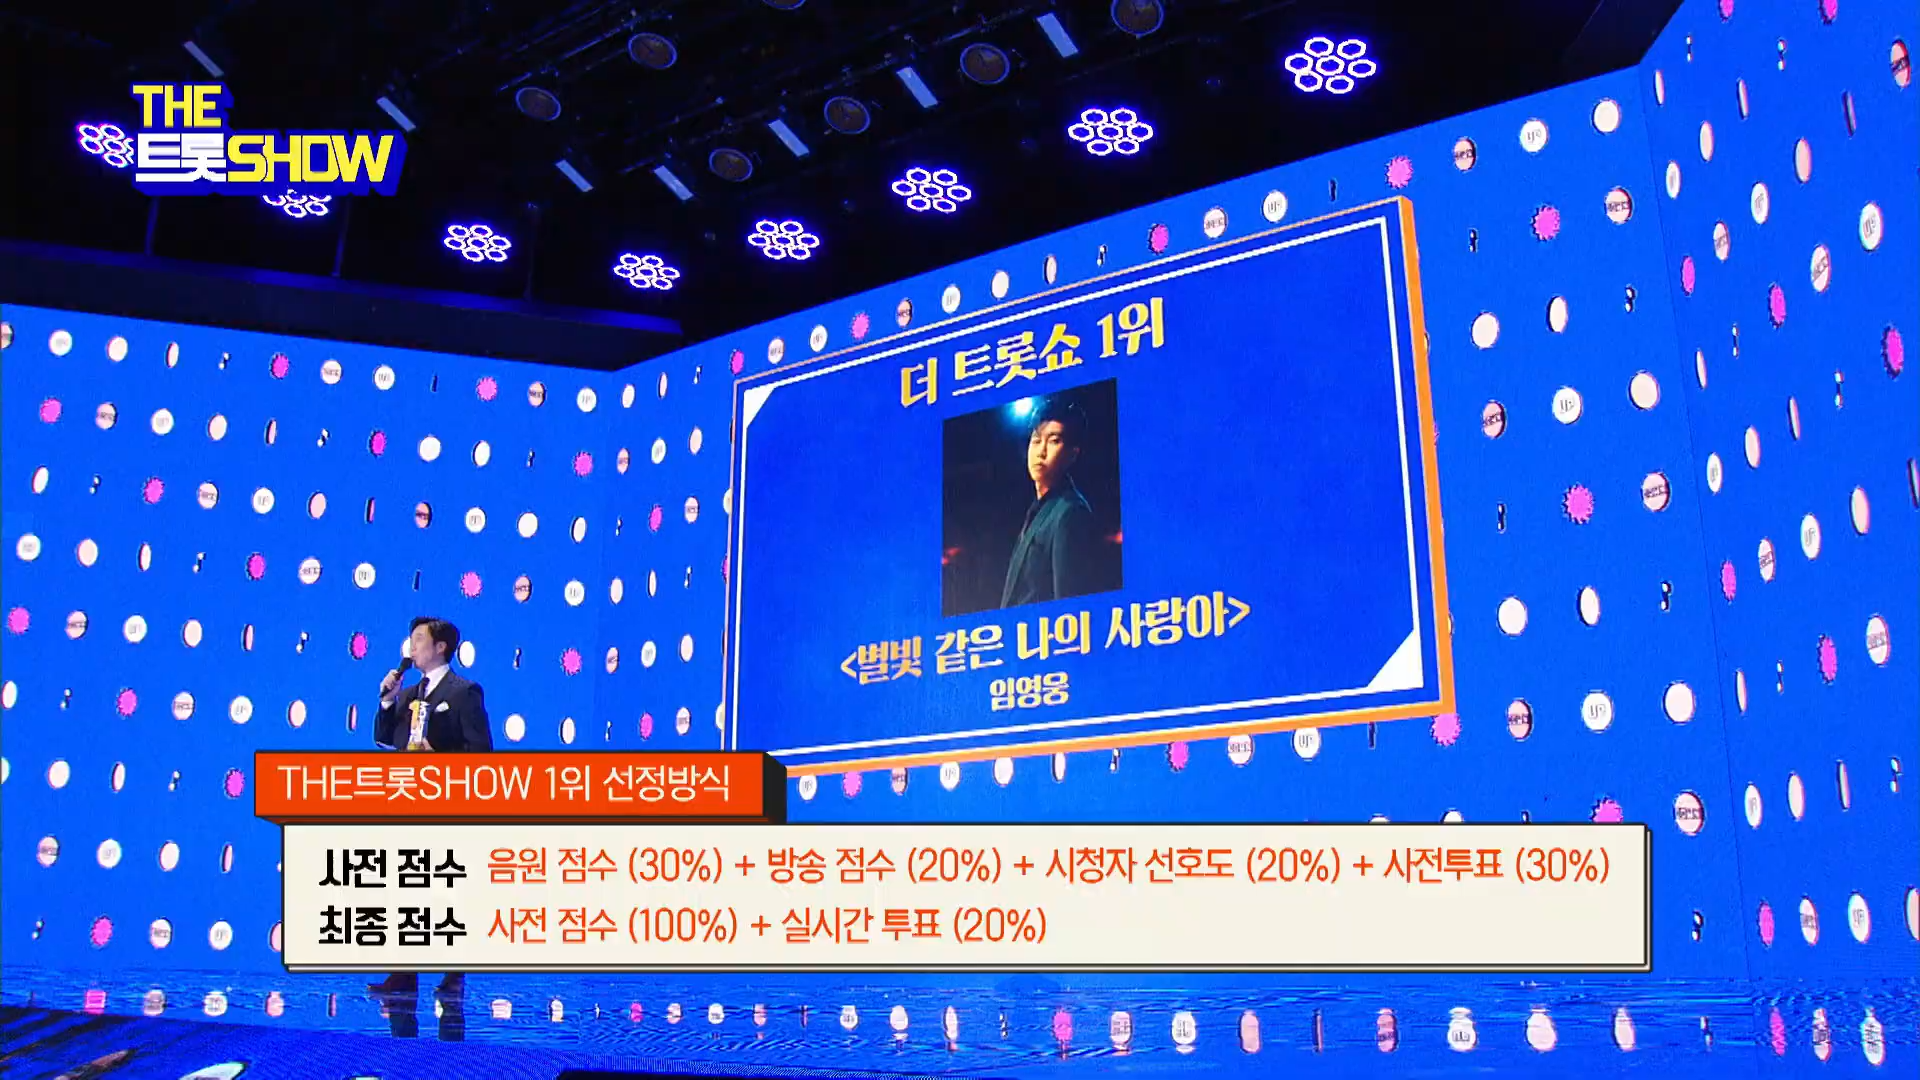 THE
트롯SHOW
더 트롯쇼 1위
<별빛 같은 나의 사랑아>
임영웅
THE트롯SHOW 1위 선정방식
사전 점수 음원 점수 (30%) + 방송 점수 (20%) + 시청자 선호도 (20%) + 사전투표 (30%)
최종 점수 사전 점수 (100%) + 실시간 투표 (20%)